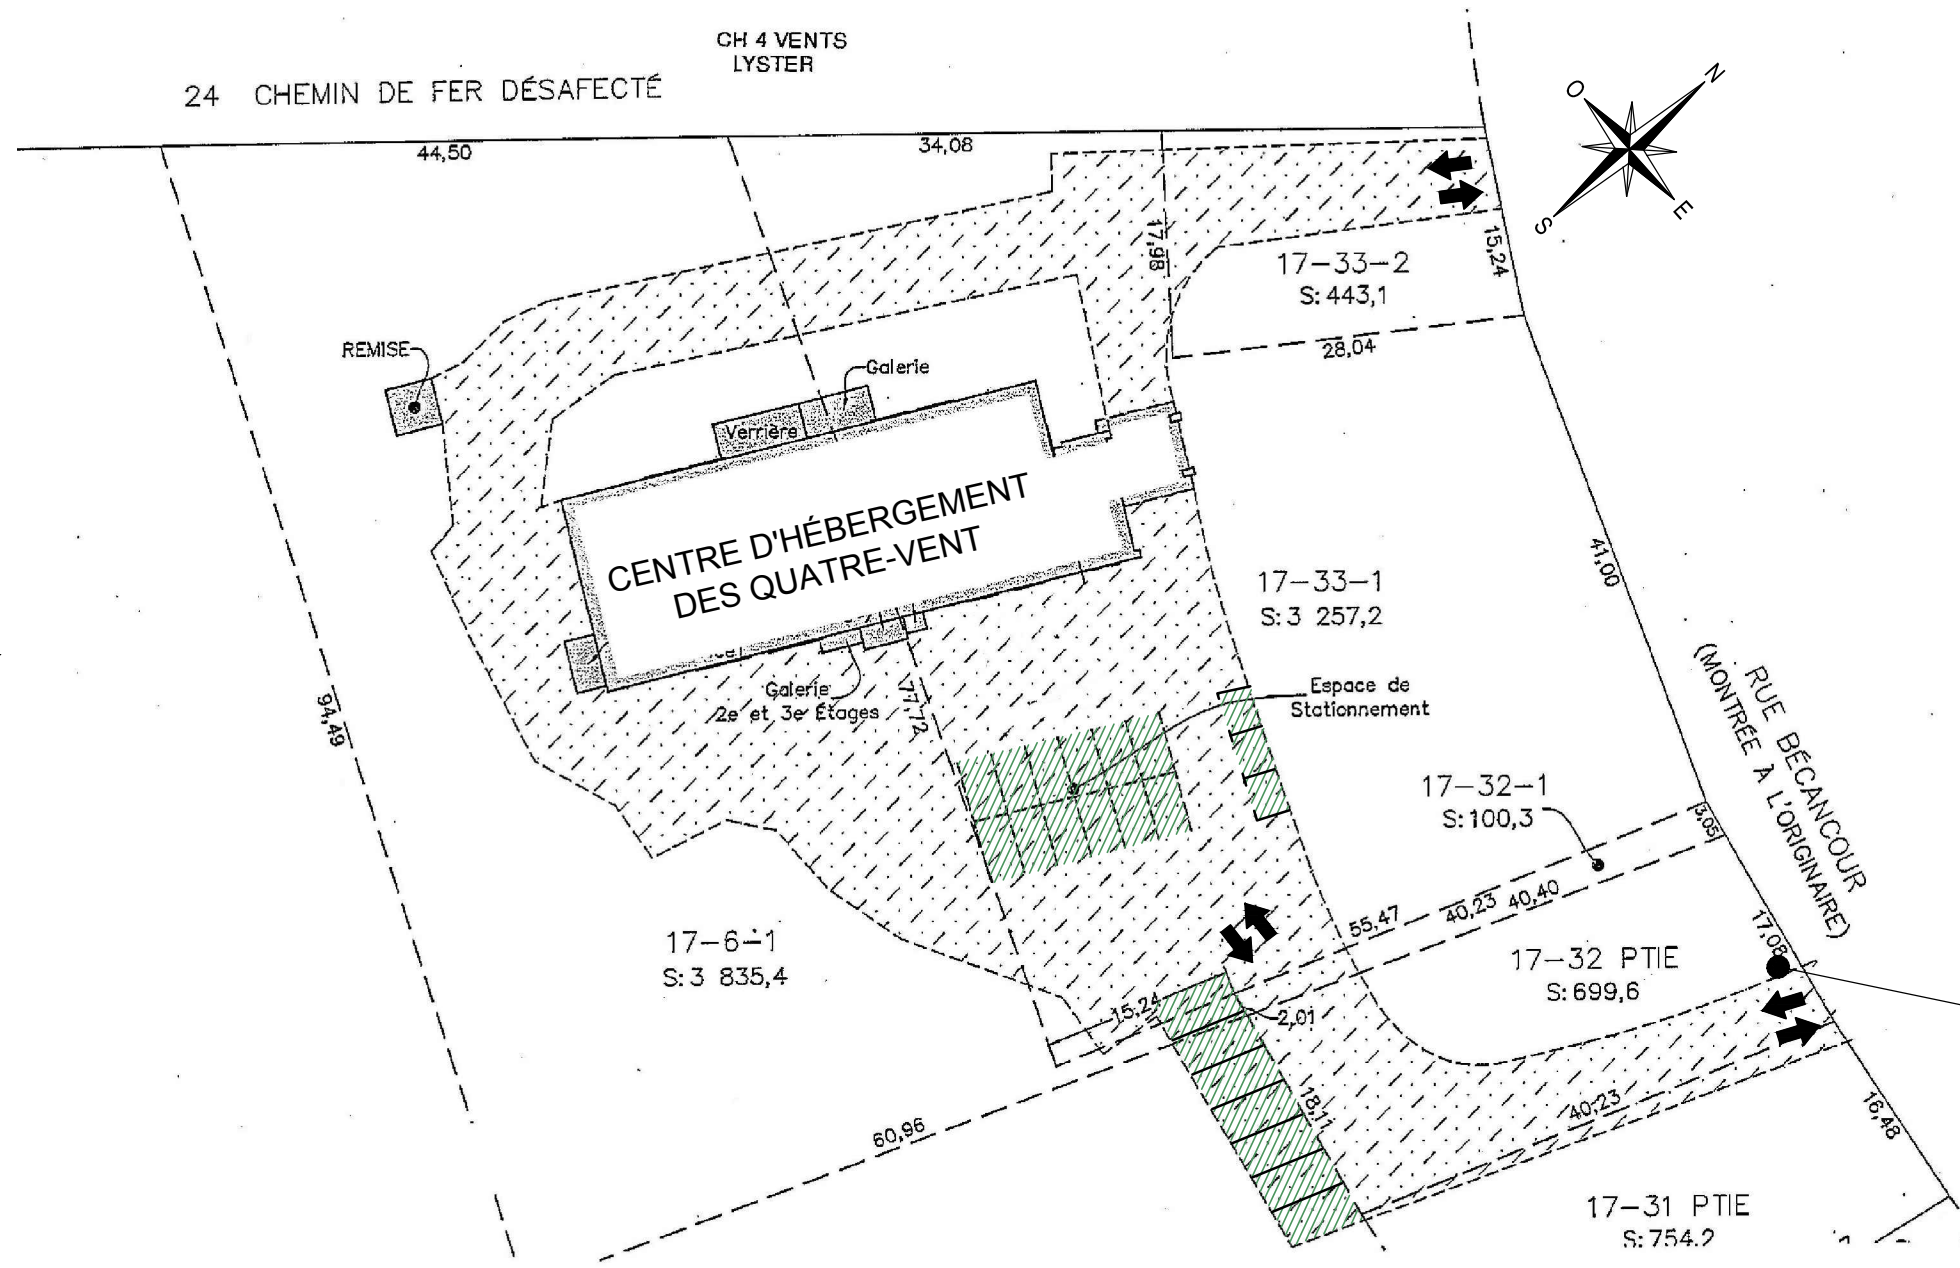 CH 4 VENTS
LYSTER
24 CHEMIN DE FER DÉSAFECTÉ
44,50
34,08
O
N
S
E
17,98
15,24
17-33-2
S: 443,1
28,04
REMISE
Galerie
Verrière
CENTRE D'HÉBERGEMENT
DES QUATRE-VENT
17-33-1
S: 3 257,2
41,00
Galerie
2e et 3e Étages
77,72
94,49
Espace de
Stationnement
RUE BÉCANCOUR
(MONTRÉE À L'ORIGINAIRE)
17-32-1
S: 100,3
3,05
55,47
40,23
40,40
17-6-1
S: 3 835,4
17-32 PTIE
S: 699,6
17,08
15,24
2,01
18,11
40,23
60,96
16,48
17-31 PTIE
S: 754,2